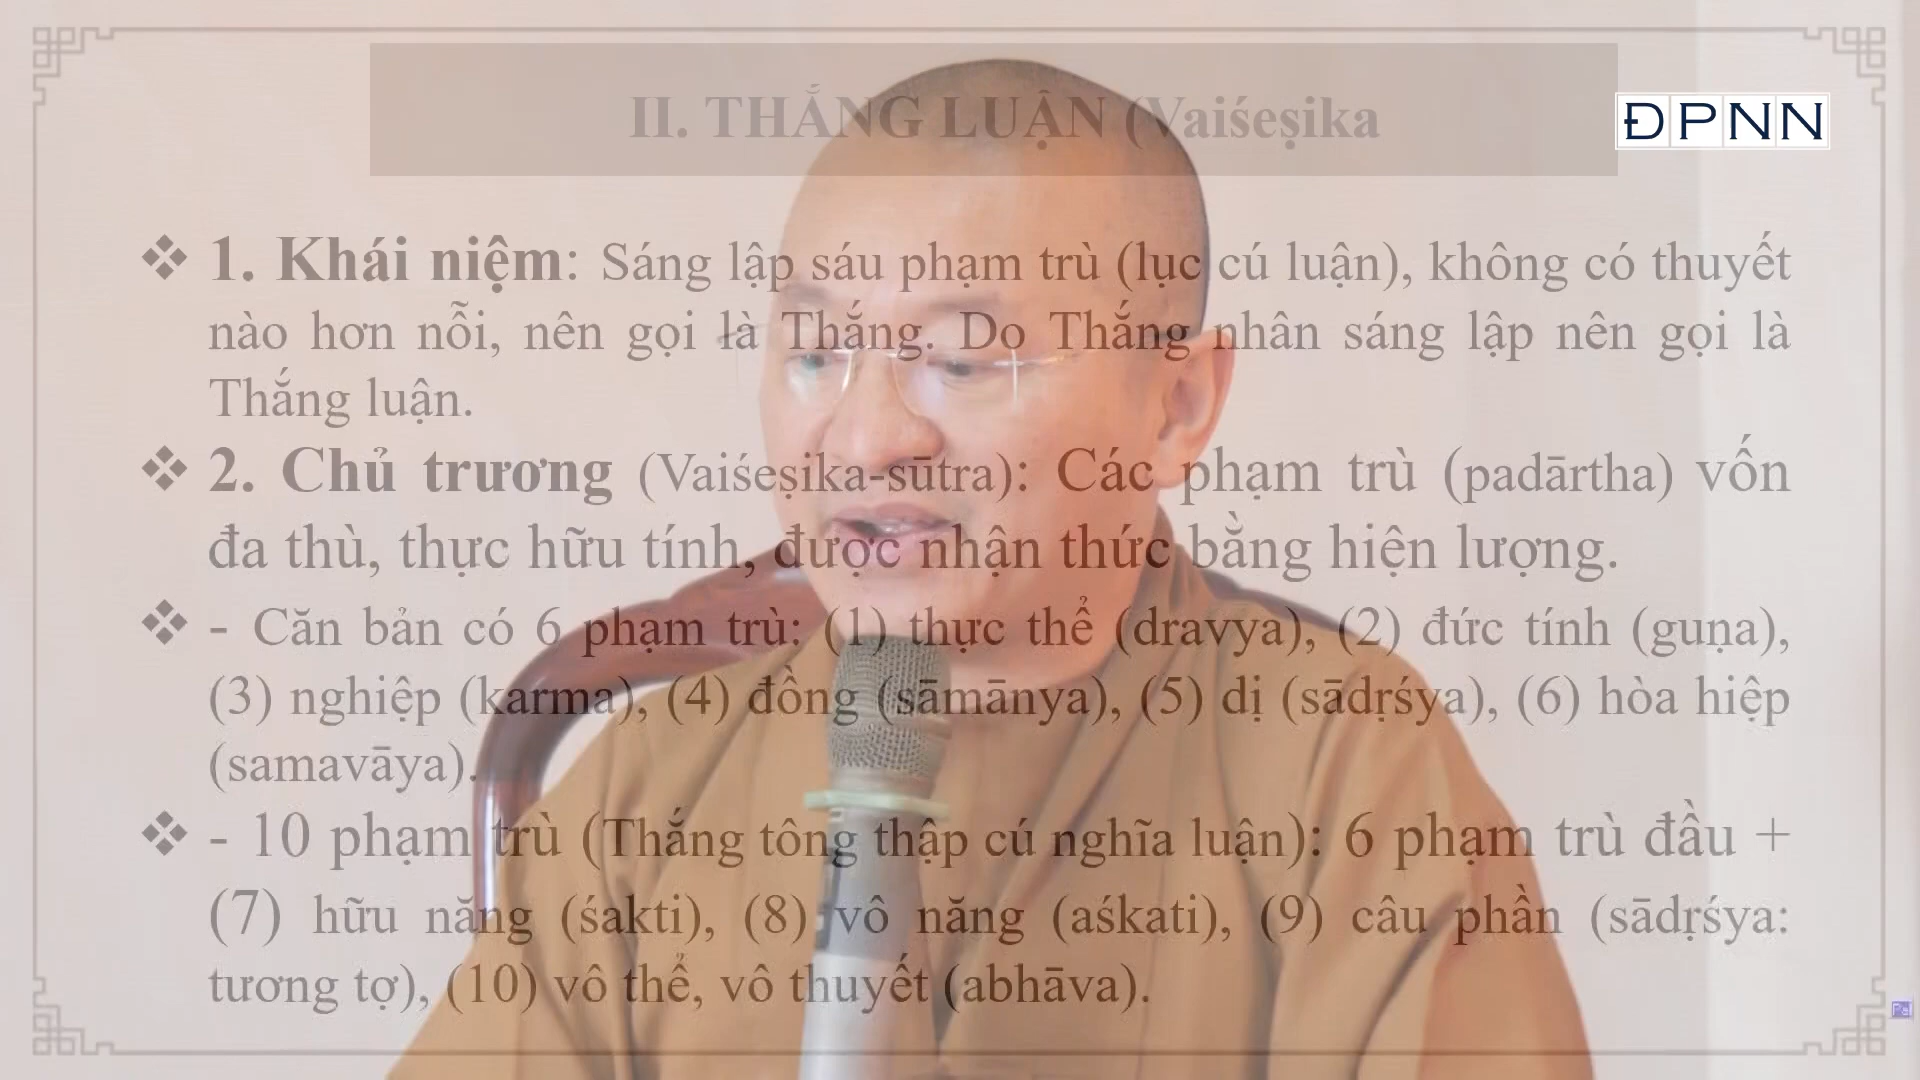 II. THẮNG LUẬN (Vaiśeṣika
ĐPNN
❖ 1. Khái niệm: Sáng lập sáu phạm trù (lục cú luận), không có thuyết
nào hơn nỗi, nên gọi là Thắng. Do Thắng nhân sáng lập nên gọi là
Thắng luận.
❖ 2. Chủ trương (Vaiśeṣika-sūtra): Các phạm trù (padārtha) vốn
đa thù, thực hữu tính, được nhận thức bằng hiện lượng.
❖ - Căn bản có 6 phạm trù: (1) thực thể (dravya), (2) đức tính (guṇa),
(3) nghiệp (karma), (4) đồng (sāmānya), (5) dị (sādṛśya), (6) hòa hiệp
(samavāya).
❖ - 10 phạm trù (Thắng tông thập cú nghĩa luận): 6 phạm trù đầu +
(7) hữu năng (śakti), (8) vô năng (aśkati), (9) câu phần (sādṛśya:
tương tợ), (10) vô thể, vô thuyết (abhāva).